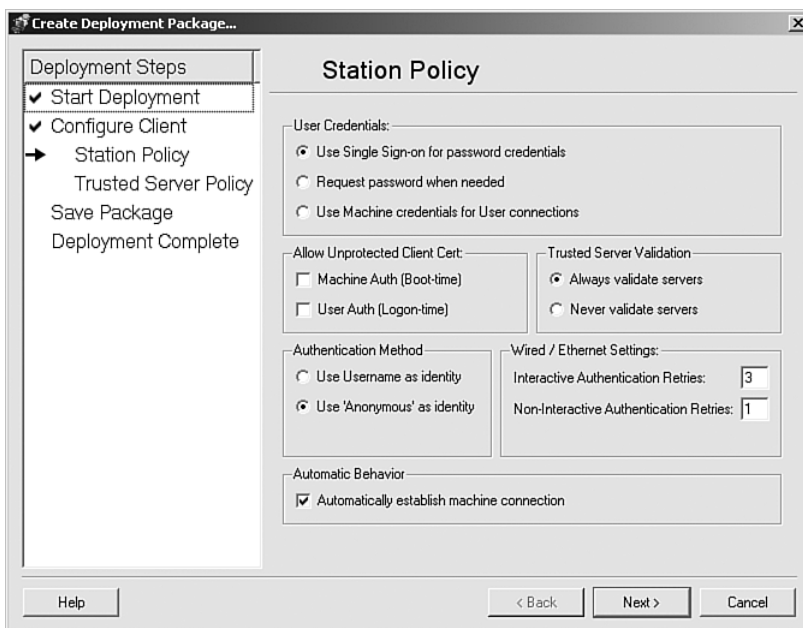 Create Deployment Package...
Deployment Steps
Start Deployment
Configure Client
Station Policy
Trusted Server Policy
Save Package
Deployment Complete
Station Policy
User Credentials:
Use Single Sign-on for password credentials
Request password when needed
Use Machine credentials for User connections
Allow Unprotected Client Cert:
Machine Auth (Boot-time)
User Auth (Logon-time)
Trusted Server Validation
Always validate servers
Never validate servers
Authentication Method
Use Username as identity
Use 'Anonymous' as identity
Wired / Ethernet Settings:
Interactive Authentication Retries: 3
Non-Interactive Authentication Retries: 1
Automatic Behavior
Automatically establish machine connection
Help
< Back
Next >
Cancel